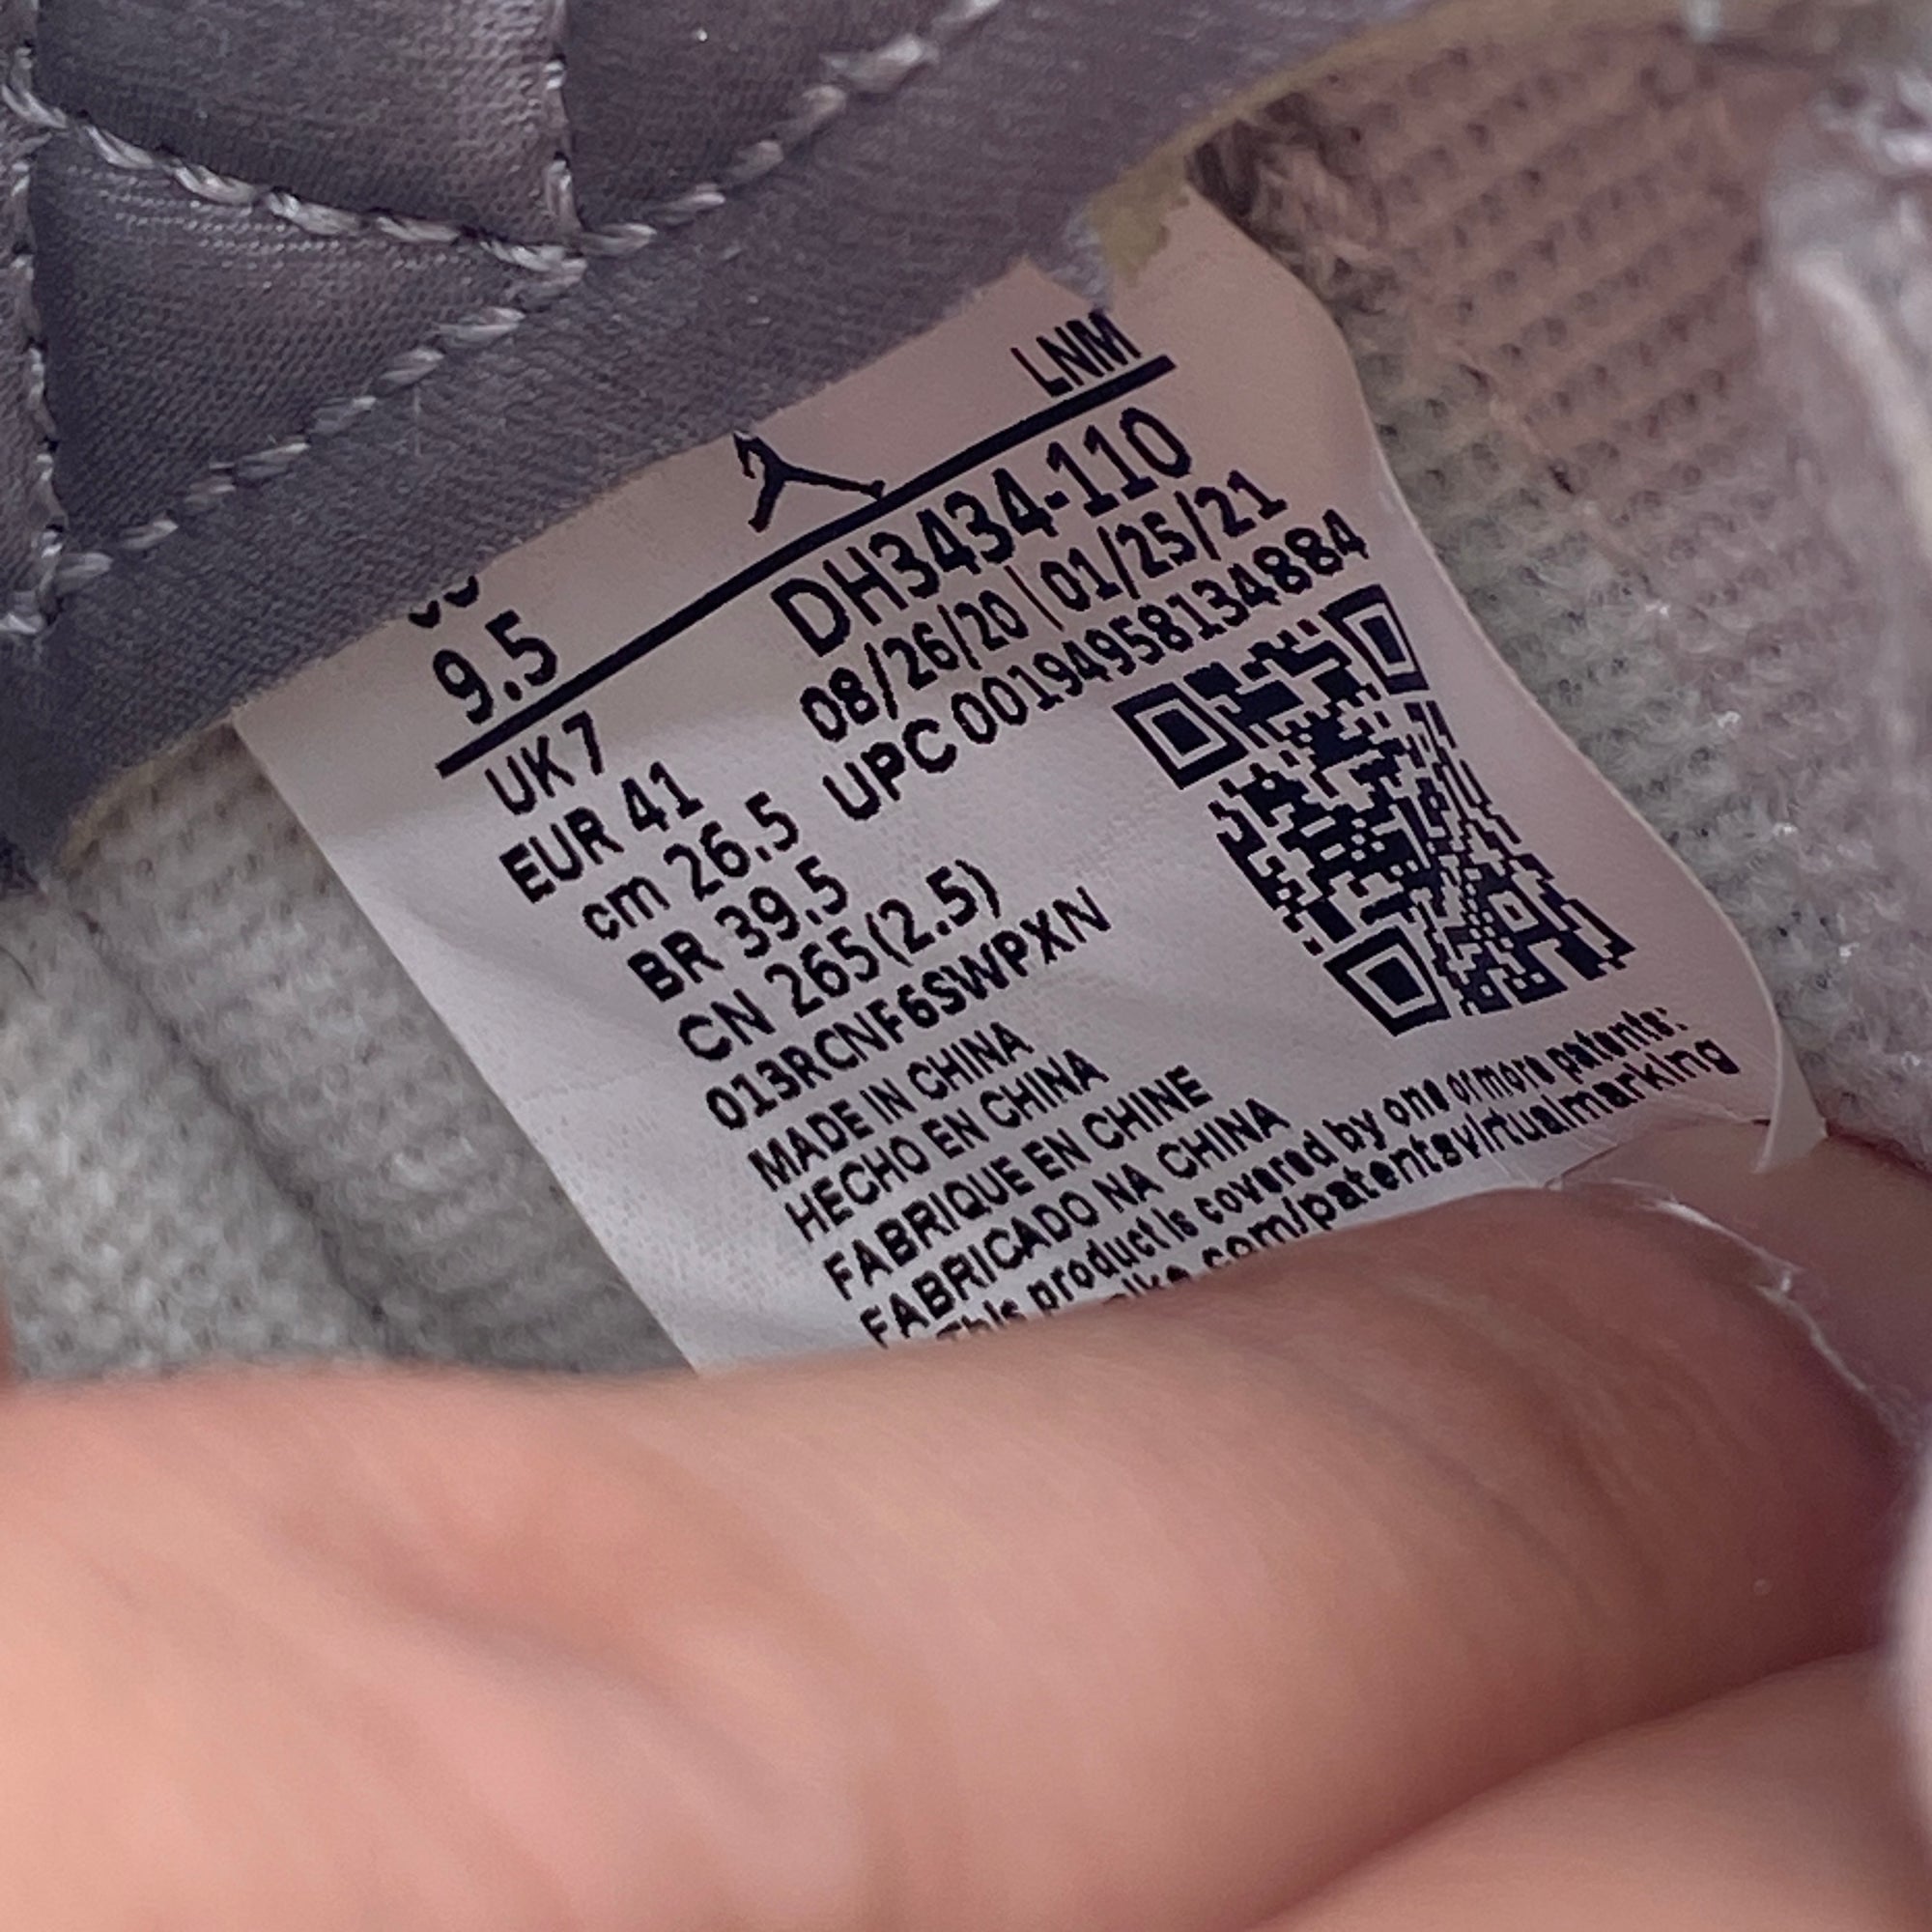 LNM
9.5
DH3434-110
UK 7
08/26/20 | 01/25/21
EUR 41
UPC 00194958134884
cm 26.5
BR 39.5
CN 265(2.5)
013RCNF6SWPXN
MADE IN CHINA
HECHO EN CHINA
FABRIQUE EN CHINE
FABRICADO NA CHINA
This product is covered by one or more patents:
.com/patentsvirtualmarking